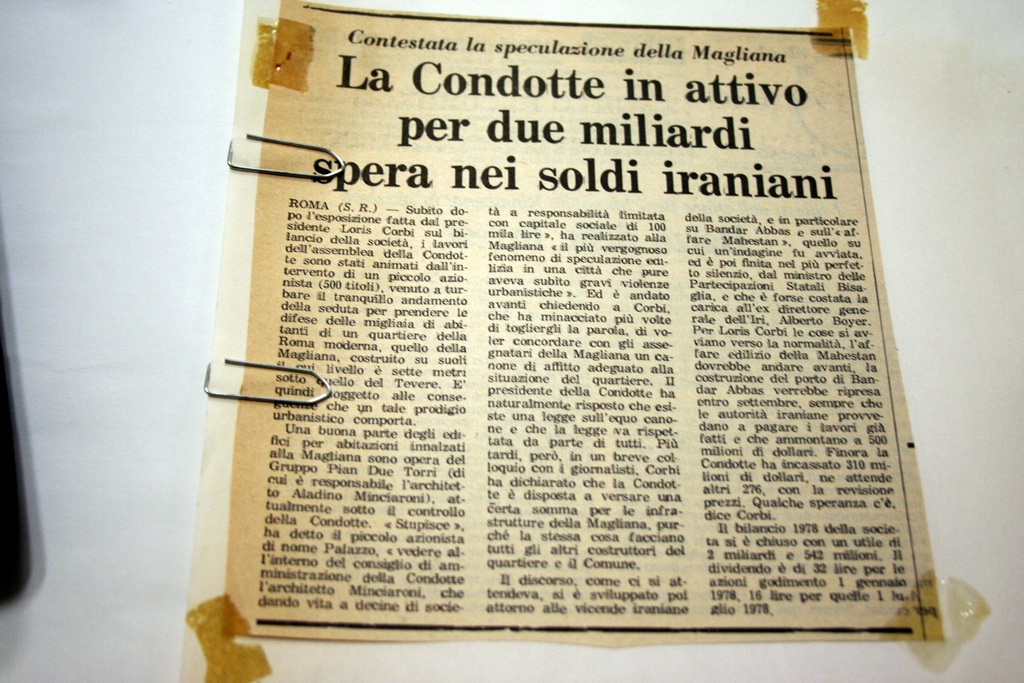 Contestata la speculazione della Magliana
La Condotte in attivo
per due miliardi
spera nei soldi iraniani
ROMA (S. R.) — Subito do-
po l'esposizione fatta dal pre-
sidente Loris Corbi sul bi-
lancio della società, i lavori
dell'assemblea della Condot-
te sono stati animati dall'in-
tervento di un piccolo azio-
nista (500 titoli), venuto a tur-
bare il tranquillo andamento
della seduta per prendere le
difese delle migliaia di abi-
tanti di un quartiere della
Roma moderna, quello della
Magliana, costruito su suoli
il cui livello è sette metri
sotto quello del Tevere. E'
quindi soggetto alle conse-
guenze che un tale prodigio
urbanistico comporta.
Una buona parte degli edi-
fici per abitazioni innalzati
alla Magliana sono opera del
Gruppo Pian Due Torri (di
cui è responsabile l'architet-
to Aladino Minciaroni), at-
tualmente sotto il controllo
della Condotte. « Stupisce »,
ha detto il piccolo azionista
di nome Palazzo, « vedere al-
l'interno del consiglio di am-
ministrazione della Condotte
l'architetto Minciaroni, che
dando vita a decine di socie-
tà a responsabilità limitata
con capitale sociale di 100
mila lire », ha realizzato alla
Magliana « il più vergognoso
fenomeno di speculazione edi-
lizia in una città che pure
aveva subito gravi violenze
urbanistiche ». Ed è andato
avanti chiedendo a Corbi,
che ha minacciato più volte
di togliergli la parola, di vo-
ler concordare con gli asse-
gnatari della Magliana un ca-
none di affitto adeguato alla
situazione del quartiere. Il
presidente della Condotte ha
naturalmente risposto che esi-
ste una legge sull'equo cano-
ne e che la legge va rispet-
tata da parte di tutti. Più
tardi, però, in un breve col-
loquio con i giornalisti, Corbi
ha dichiarato che la Condot-
te è disposta a versare una
certa somma per le infra-
strutture della Magliana, pur-
ché la stessa cosa facciano
tutti gli altri costruttori del
quartiere e il Comune.
Il discorso, come ci si at-
tendeva, si è sviluppato poi
attorno alle vicende iraniane
della società, e in particolare
su Bandar Abbas e sull'« af-
fare Mahestan », quello su
cui un'indagine fu avviata,
ed è poi finita nel più perfet-
to silenzio, dal ministro delle
Partecipazioni Statali Bisa-
glia, e che è forse costata la
carica all'ex direttore gene-
rale dell'Iri, Alberto Boyer.
Per Loris Corbi le cose si av-
viano verso la normalità, l'af-
fare edilizio della Mahestan
dovrebbe andare avanti, la
costruzione del porto di Ban-
dar Abbas verrebbe ripresa
entro settembre, sempre che
le autorità iraniane provve-
dano a pagare i lavori già
fatti e che ammontano a 500
milioni di dollari. Finora la
Condotte ha incassato 310 mi-
lioni di dollari, ne attende
altri 276, con la revisione
prezzi. Qualche speranza c'è,
dice Corbi.
Il bilancio 1978 della socie-
tà si è chiuso con un utile di
2 miliardi e 542 milioni. Il
dividendo è di 32 lire per le
azioni godimento 1 gennaio
1978, 16 lire per quelle 1 lu-
glio 1978.